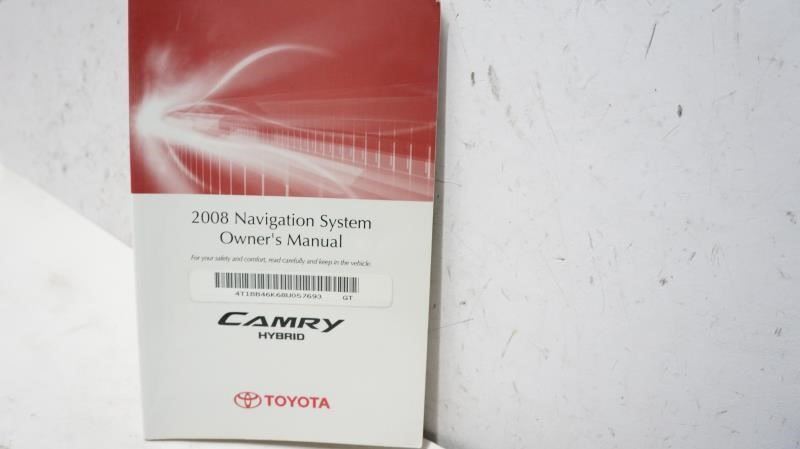 2008 Navigation System
Owner's Manual
For your safety and comfort, read carefully and keep in the vehicle.
4T1BB46K68U057693 GT
CAMRY
HYBRID
TOYOTA